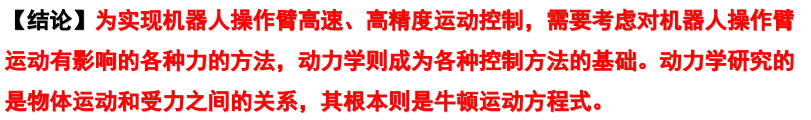 【结论】为实现机器人操作臂高速、高精度运动控制，需要考虑对机器人操作臂
运动有影响的各种力的方法，动力学则成为各种控制方法的基础。动力学研究的
是物体运动和受力之间的关系，其根本则是牛顿运动方程式。